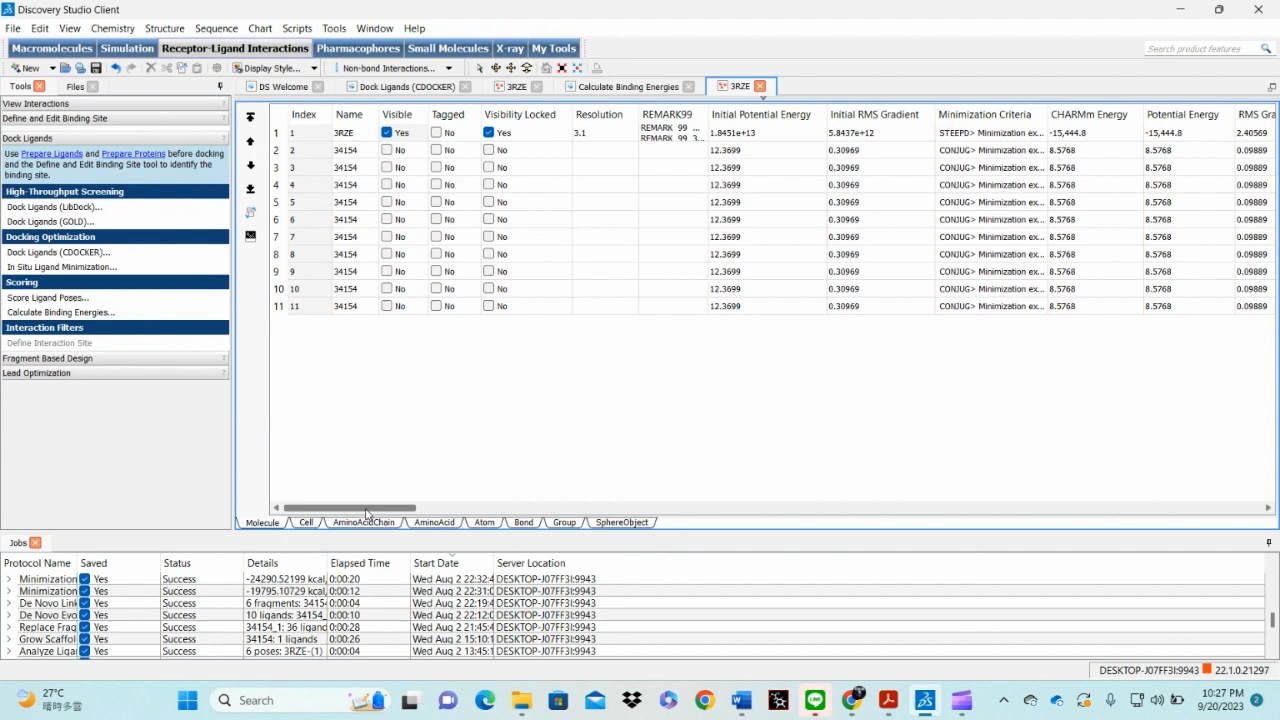 Discovery Studio Client
File Edit View Chemistry Structure Sequence Chart Scripts Tools Window Help
Macromolecules Simulation Receptor-Ligand Interactions Pharmacophores Small Molecules X-ray My Tools
Search product features
New Display Style... Non-bond Interactions...
Tools Files DS Welcome Dock Ligands (CDOCKER) 3RZE Calculate Binding Energies 3RZE
View Interactions
Define and Edit Binding Site
Dock Ligands
Use Prepare Ligands and Prepare Proteins before docking
and the Define and Edit Binding Site tool to identify the
binding site.
High-Throughput Screening
Dock Ligands (LibDock)...
Dock Ligands (GOLD)...
Docking Optimization
Dock Ligands (CDOCKER)...
In Situ Ligand Minimization...
Scoring
Score Ligand Poses...
Calculate Binding Energies...
Interaction Filters
Define Interaction Site
Fragment Based Design
Lead Optimization
Index Name Visible Tagged Visibility Locked Resolution REMARK99 Initial Potential Energy Initial RMS Gradient Minimization Criteria CHARMm Energy Potential Energy RMS Gra
1 1 3RZE Yes No Yes 3.1 REMARK 99 ... 1.8451e+13 5.8437e+12 STEEPD> Minimization ex... -15,444.8 -15,444.8 2.40569
REMARK 99 3...
2 2 34154 No No No 12.3699 0.30969 CONJUG> Minimization ex... 8.5768 8.5768 0.09889
3 3 34154 No No No 12.3699 0.30969 CONJUG> Minimization ex... 8.5768 8.5768 0.09889
4 4 34154 No No No 12.3699 0.30969 CONJUG> Minimization ex... 8.5768 8.5768 0.09889
5 5 34154 No No No 12.3699 0.30969 CONJUG> Minimization ex... 8.5768 8.5768 0.09889
6 6 34154 No No No 12.3699 0.30969 CONJUG> Minimization ex... 8.5768 8.5768 0.09889
7 7 34154 No No No 12.3699 0.30969 CONJUG> Minimization ex... 8.5768 8.5768 0.09889
8 8 34154 No No No 12.3699 0.30969 CONJUG> Minimization ex... 8.5768 8.5768 0.09889
9 9 34154 No No No 12.3699 0.30969 CONJUG> Minimization ex... 8.5768 8.5768 0.09889
10 10 34154 No No No 12.3699 0.30969 CONJUG> Minimization ex... 8.5768 8.5768 0.09889
11 11 34154 No No No 12.3699 0.30969 CONJUG> Minimization ex... 8.5768 8.5768 0.09889
Molecule Cell AminoAcidChain AminoAcid Atom Bond Group SphereObject
Jobs
Protocol Name Saved Status Details Elapsed Time Start Date Server Location
Minimization Yes Success -24290.52199 kcal, 0:00:20 Wed Aug 2 22:32:4 DESKTOP-J07FF3I:9943
Minimization Yes Success -19795.10729 kcal, 0:00:12 Wed Aug 2 22:31:0 DESKTOP-J07FF3I:9943
De Novo Link Yes Success 6 fragments: 3415 0:00:04 Wed Aug 2 22:19:4 DESKTOP-J07FF3I:9943
De Novo Evo Yes Success 10 ligands: 34154_ 0:00:10 Wed Aug 2 22:12:0 DESKTOP-J07FF3I:9943
Replace Frag Yes Success 34154_1: 36 ligand 0:00:28 Wed Aug 2 21:45:4 DESKTOP-J07FF3I:9943
Grow Scaffol Yes Success 34154: 1 ligands 0:00:26 Wed Aug 2 15:10:1 DESKTOP-J07FF3I:9943
Analyze Liga Yes Success 6 poses: 3RZE-(1) 0:00:04 Wed Aug 2 13:45:1 DESKTOP-J07FF3I:9943
DESKTOP-J07FF3I:9943 22.1.0.21297
27°C
晴時多雲
Search
10:27 PM
9/20/2023
2